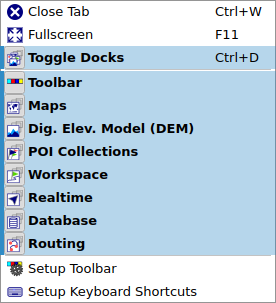 Close Tab Ctrl+W
Fullscreen F11
Toggle Docks Ctrl+D
Toolbar
Maps
Dig. Elev. Model (DEM)
POI Collections
Workspace
Realtime
Database
Routing
Setup Toolbar
Setup Keyboard Shortcuts